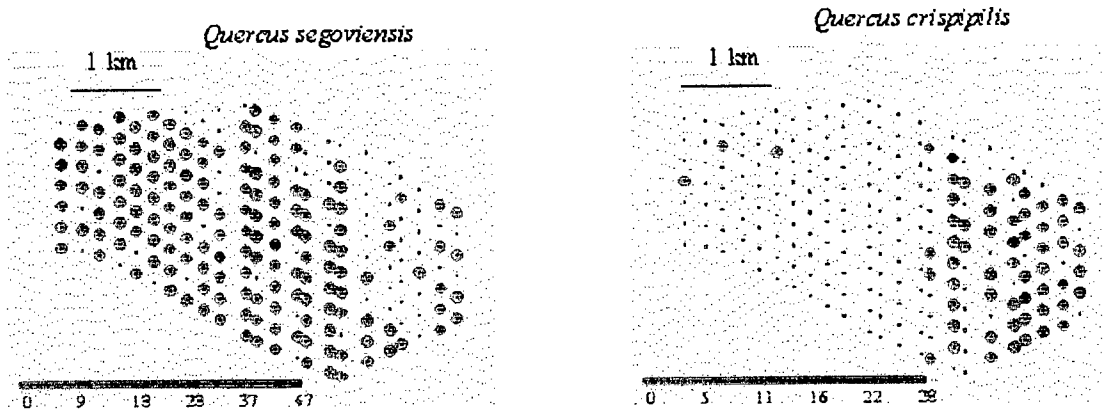 Quercus segoviensis
1 km
0 9 18 28 37 47
Quercus crispipilis
1 km
0 5 11 16 22 28